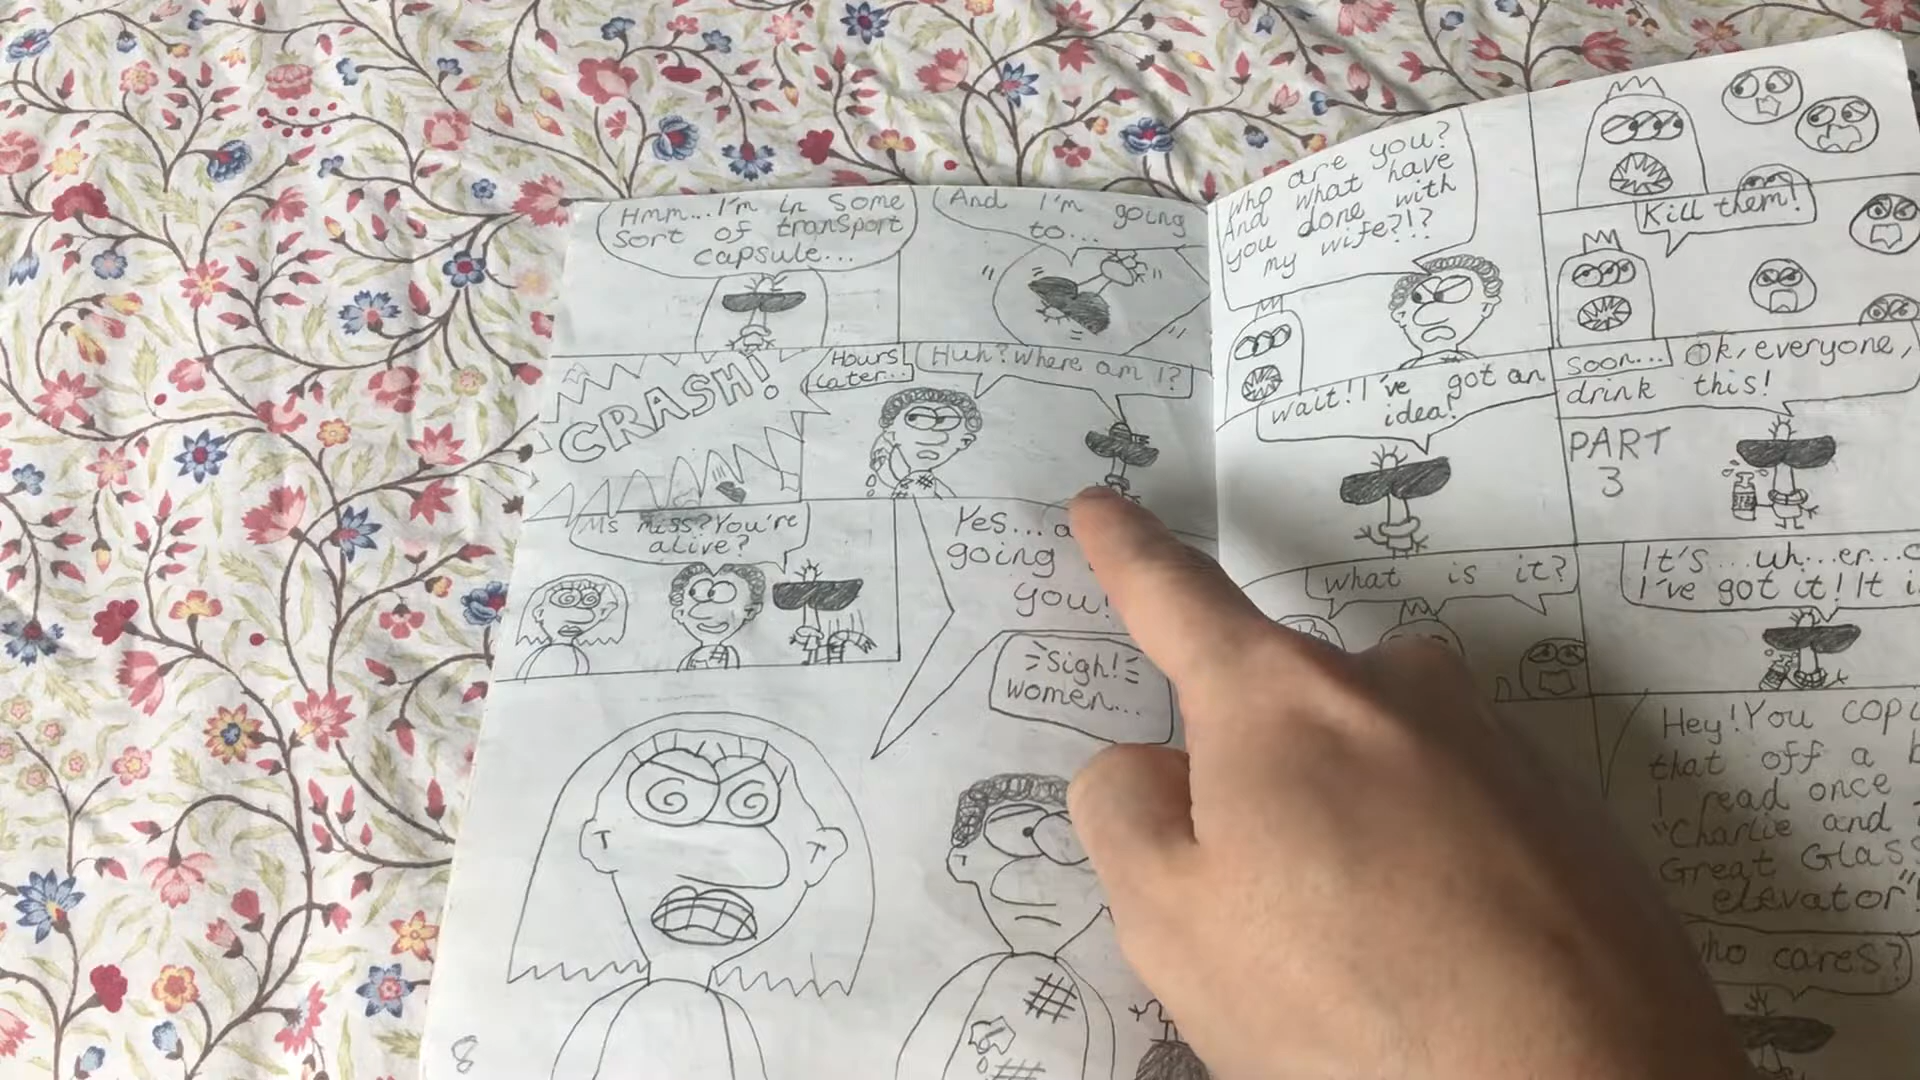 Hmm...I'm in some
sort of transport
capsule...
And I'm going
to...
CRASH!
Hours
later...
Huh? Where am I?
Ms miss? You're
alive?
Yes...
going
you!
Sigh!
women...
8
Who are you?
And what have
you done with
my wife?!?
Kill them!
wait! I've got an
idea!
Soon...
Ok, everyone,
drink this!
PART
3
what is it?
It's...uh...er...
I've got it! It
Hey! You
that off a
I read once
"Charlie and
Great
elevator"!
who cares?